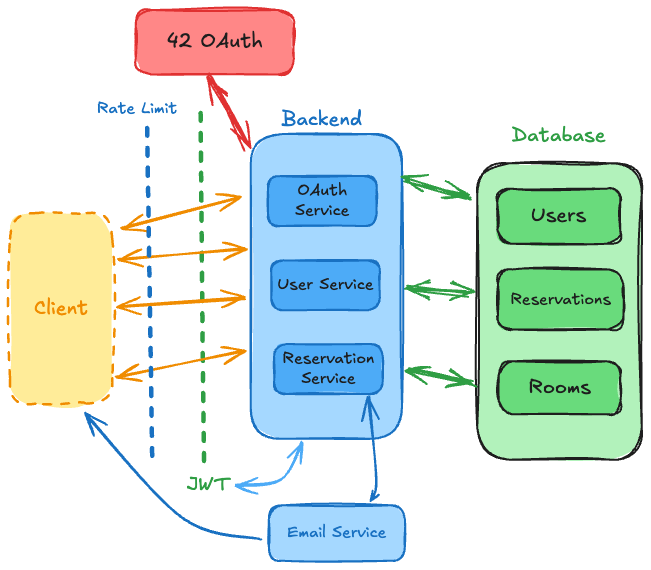 42 OAuth
Rate Limit
Backend
Database
OAuth
Service
Users
User Service
Reservations
Client
Reservation
Service
Rooms
JWT
Email Service